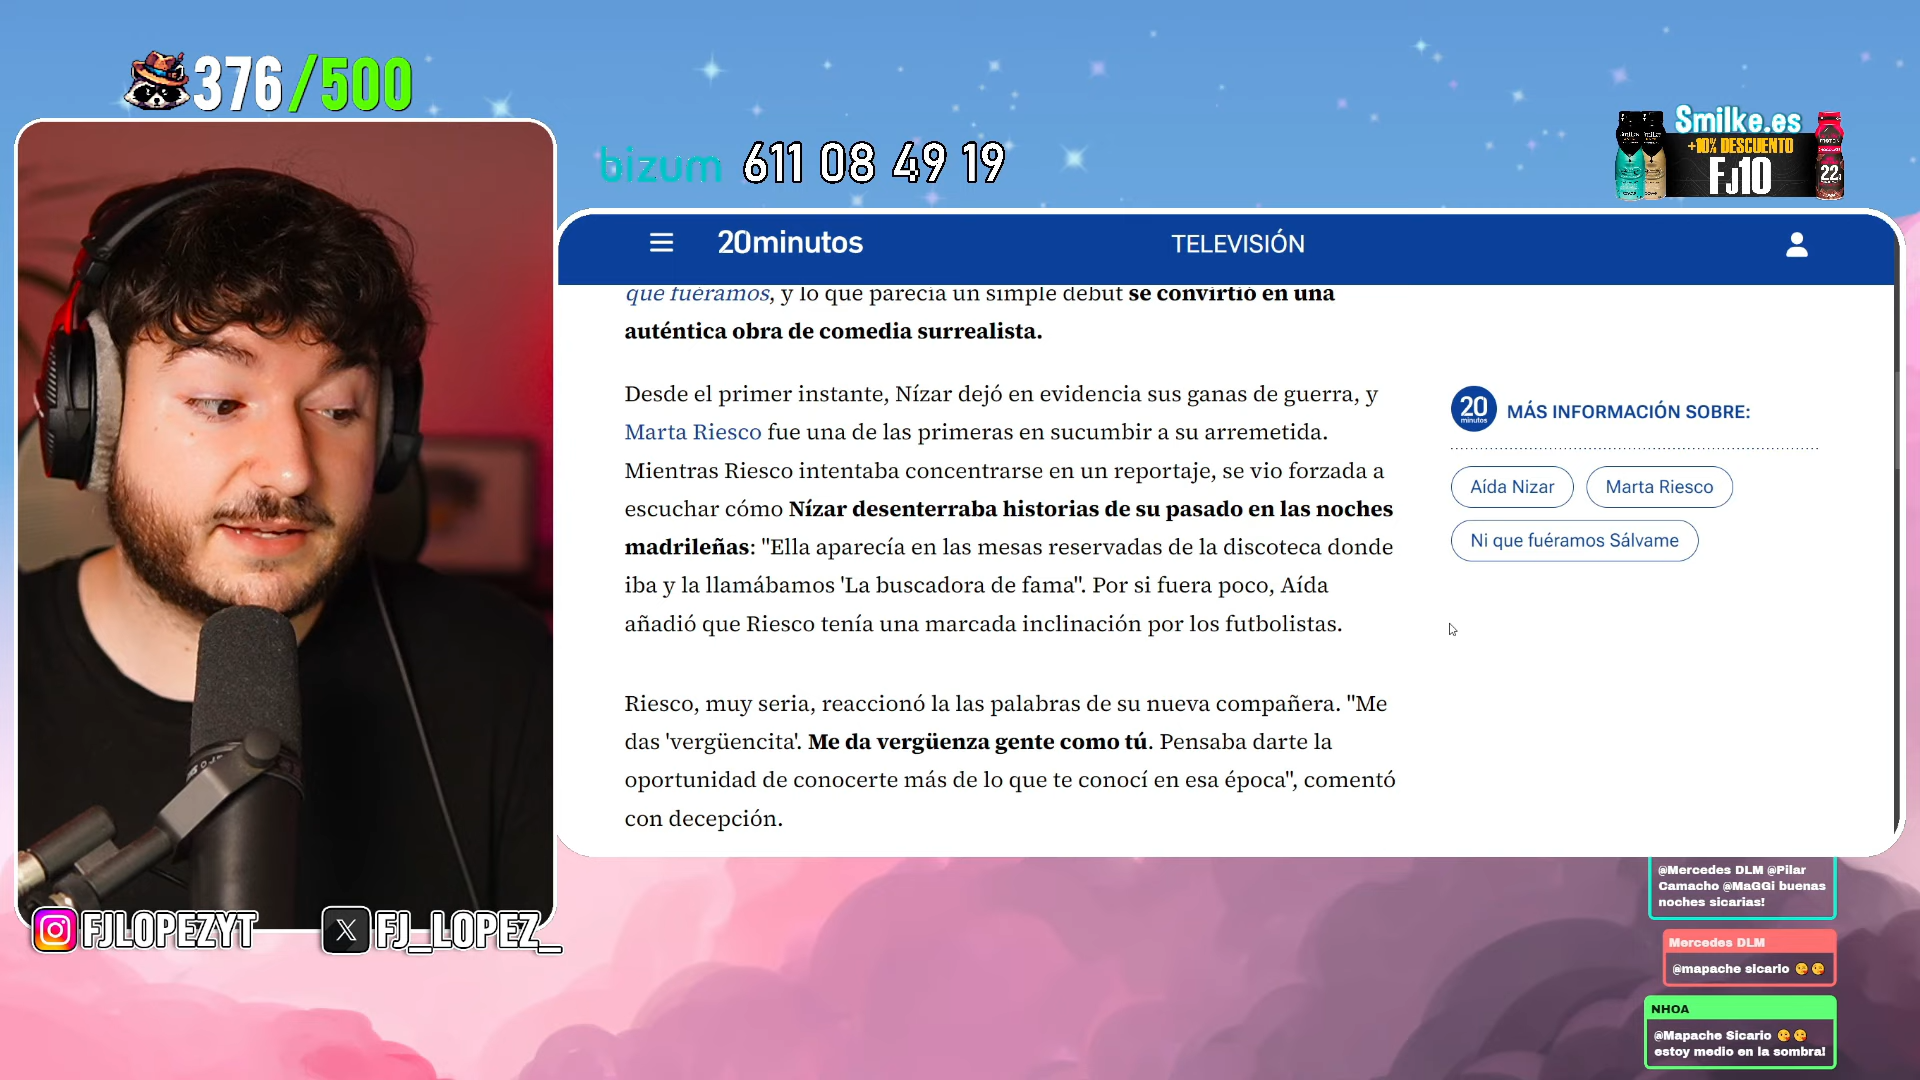 376/500
bizum 611 08 49 19
Smilke.es
+10% DESCUENTO
FJ10
22
20minutos
TELEVISIÓN
que fuéramos, y lo que parecía un simple debut se convirtió en una
auténtica obra de comedia surrealista.
Desde el primer instante, Nízar dejó en evidencia sus ganas de guerra, y
Marta Riesco fue una de las primeras en sucumbir a su arremetida.
Mientras Riesco intentaba concentrarse en un reportaje, se vio forzada a
escuchar cómo Nízar desenterraba historias de su pasado en las noches
madrileñas: "Ella aparecía en las mesas reservadas de la discoteca donde
iba y la llamábamos 'La buscadora de fama". Por si fuera poco, Aída
añadió que Riesco tenía una marcada inclinación por los futbolistas.
Riesco, muy seria, reaccionó la las palabras de su nueva compañera. "Me
das 'vergüencita'. Me da vergüenza gente como tú. Pensaba darte la
oportunidad de conocerte más de lo que te conocí en esa época", comentó
con decepción.
20
minutos
MÁS INFORMACIÓN SOBRE:
Aída Nizar
Marta Riesco
Ni que fuéramos Sálvame
@Mercedes DLM @Pilar
Camacho @MaGGi buenas
noches sicarias!
Mercedes DLM
@mapache sicario 😘😘
NHOA
@Mapache Sicario 😘😘
estoy medio en la sombra!
FJLOPEZYT
FJ_LOPEZ_